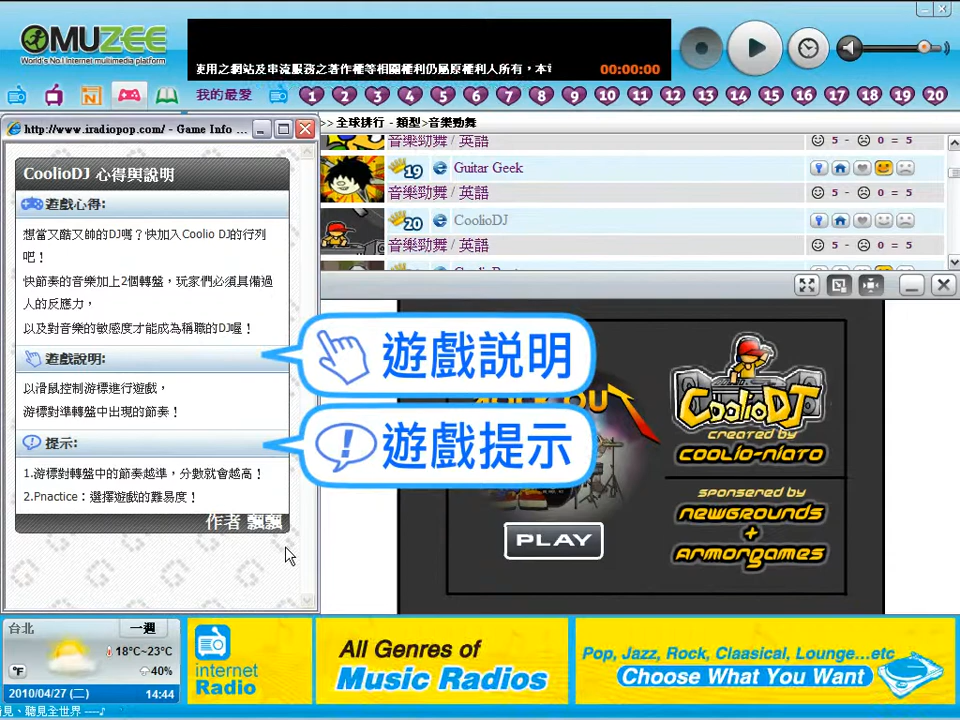 OMUZEE
World's No.1 Internet multimedia platform
使用之網站及串流服務之著作權等相關權利仍屬原權利人所有，本
00:00:00
我的最愛 1 2 3 4 5 6 7 8 9 10 11 12 13 14 15 16 17 18 19 20
http://www.iradiopop.com/ - Game Info ...
CoolioDJ 心得與說明
遊戲心得:
想當又酷又帥的DJ嗎？快加入Coolio DJ的行列
吧！
快節奏的音樂加上2個轉盤，玩家們必須具備過
人的反應力，
以及對音樂的敏感度才能成為稱職的DJ喔！
遊戲說明:
以滑鼠控制游標進行遊戲，
游標對準轉盤中出現的節奏！
提示:
1.游標對轉盤中的節奏越準，分數就會越高！
2.Pnactice：選擇遊戲的難易度！
作者 飄飄
>> 全球排行 - 類型>音樂勁舞
音樂勁舞 / 英語 5 - 0 = 5
19 Guitar Geek
音樂勁舞 / 英語 5 - 0 = 5
20 CoolioDJ
音樂勁舞 / 英語 5 - 0 = 5
遊戲說明
遊戲提示
PLAY
CoolioDJ
created by
coolio-niato
sponsered by
newgrounds
+
armorgames
台北 一週
18°C~23°C
°F 40%
2010/04/27 (二) 14:44
見、聽見全世界
internet
Radio
All Genres of
Music Radios
Pop, Jazz, Rock, Claasical, Lounge...etc
Choose What You Want